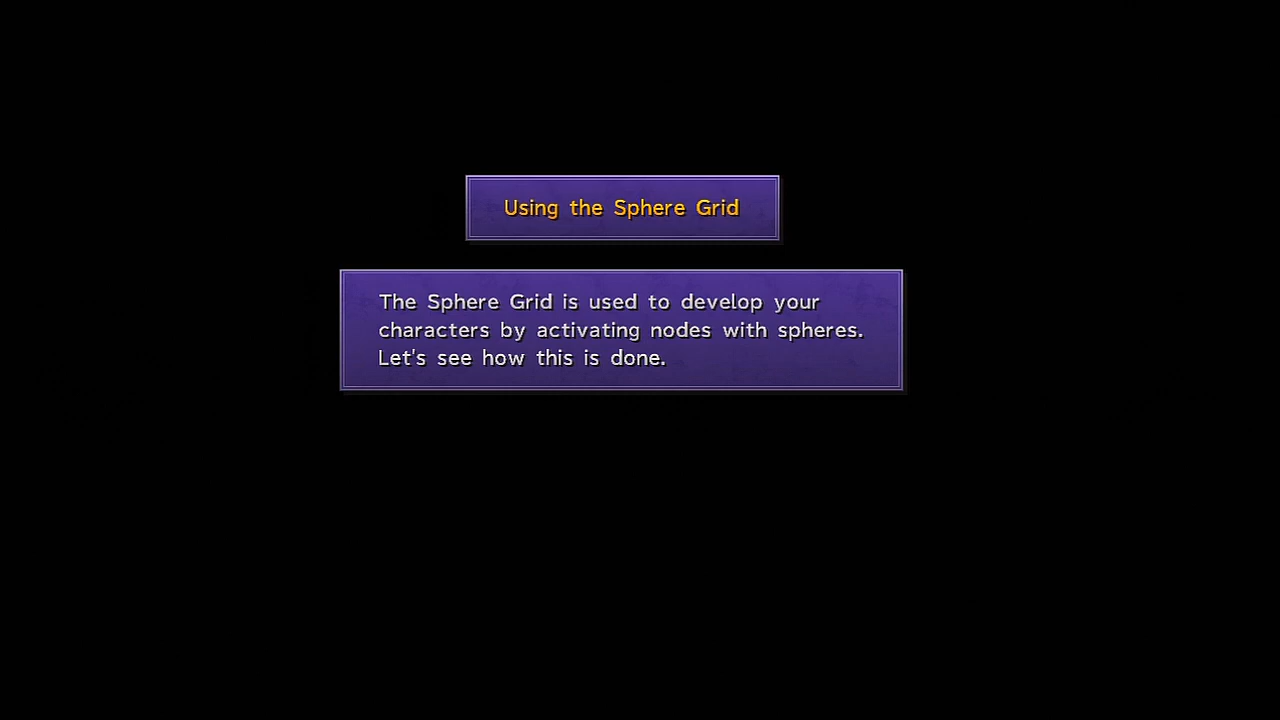 Using the Sphere Grid
The Sphere Grid is used to develop your
characters by activating nodes with spheres.
Let's see how this is done.